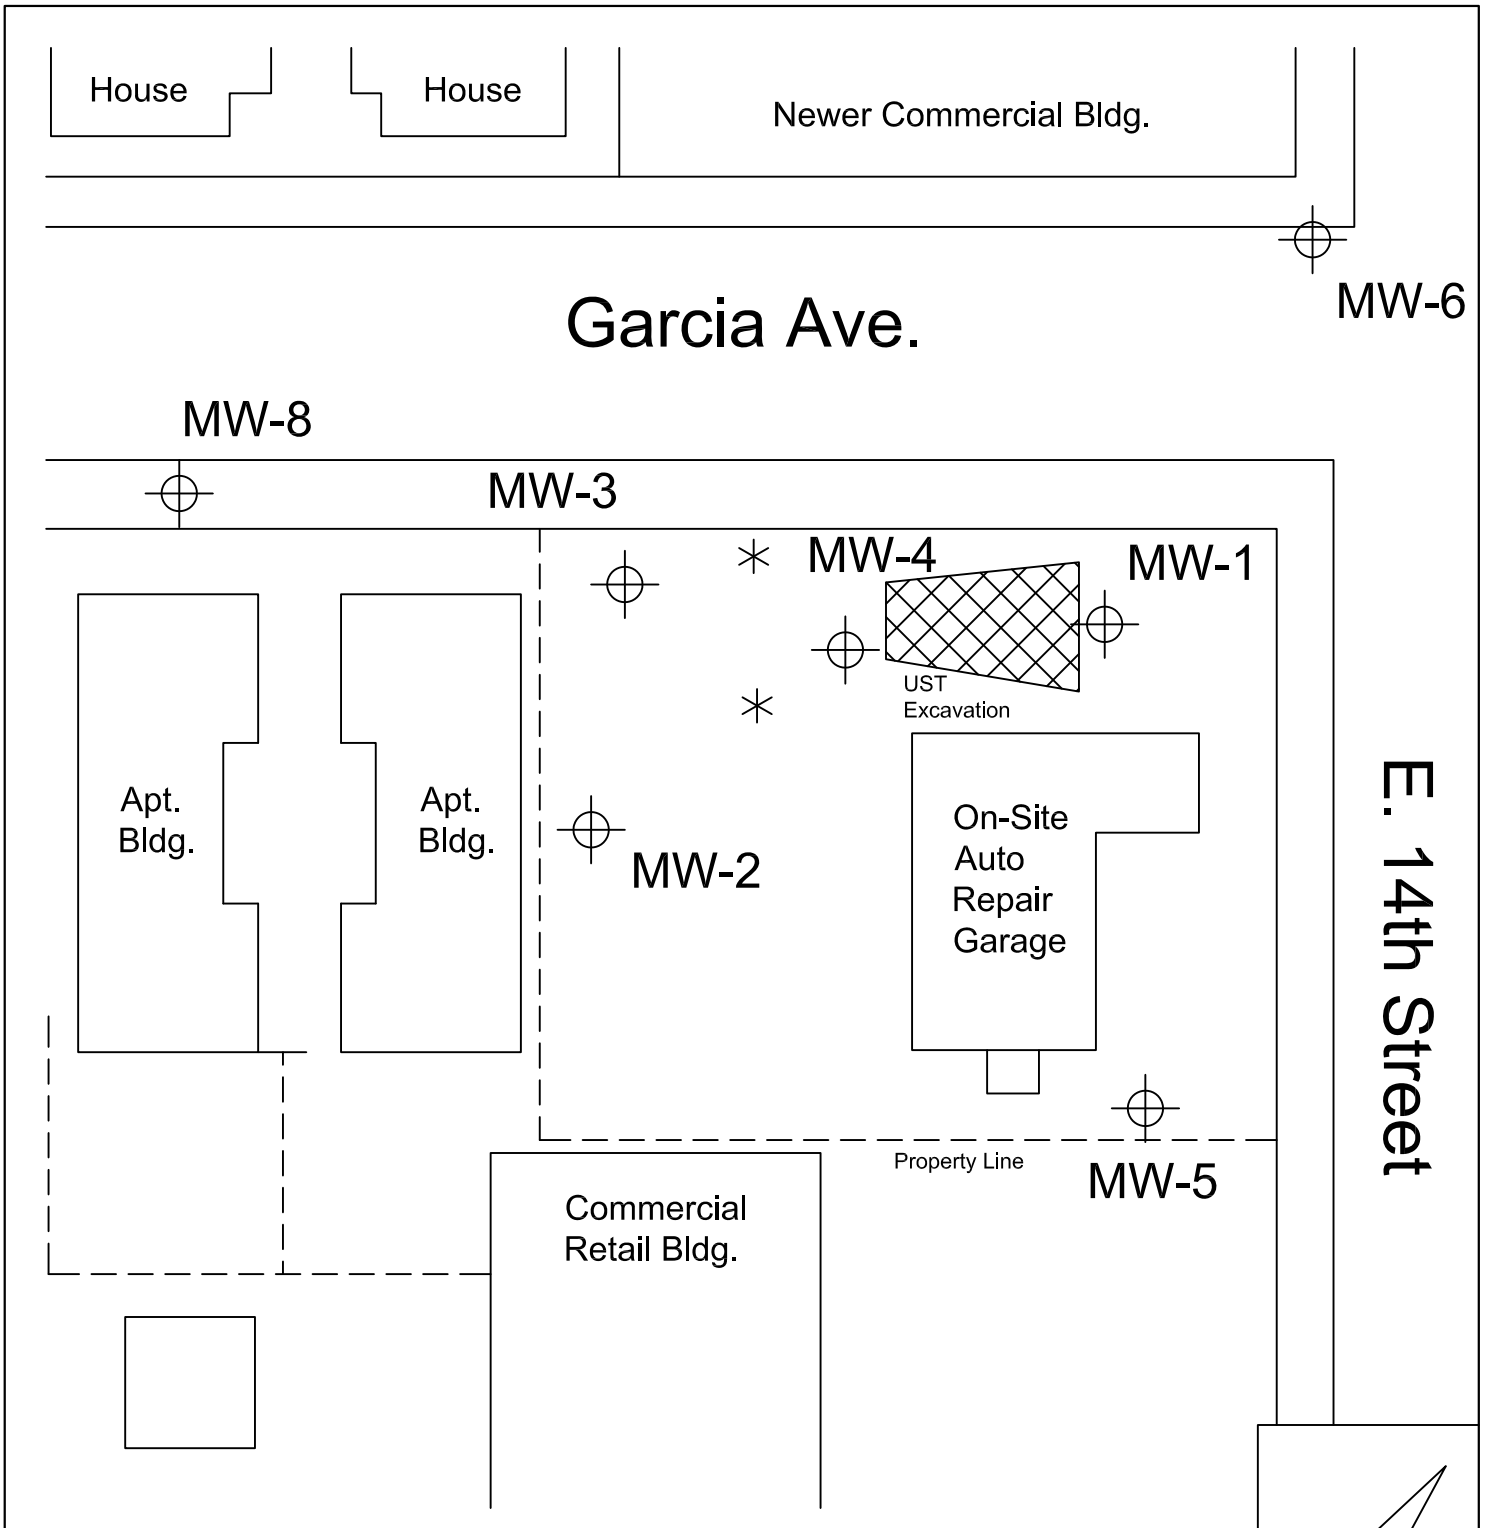 House
House
Newer Commercial Bldg.
MW-6
Garcia Ave.
MW-8
MW-3
MW-4
MW-1
UST
Excavation
Apt.
Bldg.
Apt.
Bldg.
MW-2
On-Site
Auto
Repair
Garage
E. 14th Street
Property Line
MW-5
Commercial
Retail Bldg.